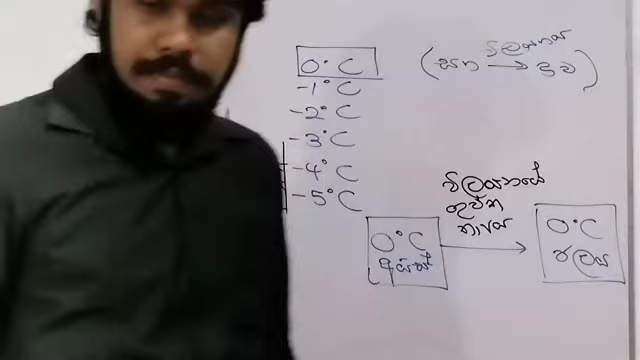 0°C
-1°C
-2°C
-3°C
-4°C
-5°C
විලයනය
(ඝන → ද්‍රව)
විලයනයේ
ගුප්ත
තාපය
0°C
අයිස්
0°C
ජලය